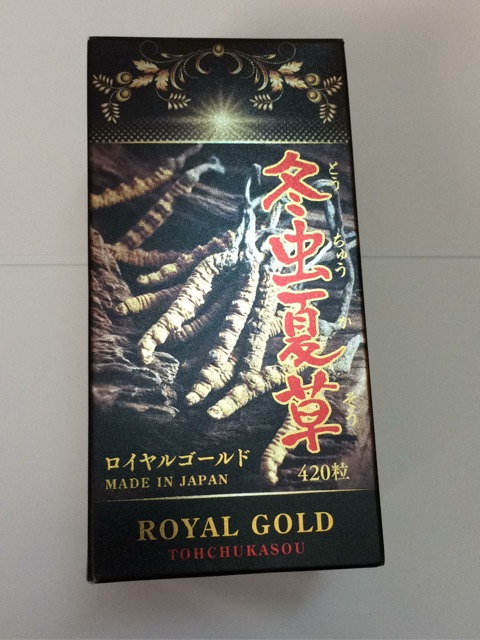 冬虫夏草
とう
ちゅう
か
そう
ロイヤルゴールド
MADE IN JAPAN
420粒
ROYAL GOLD
TOHCHUKASOU